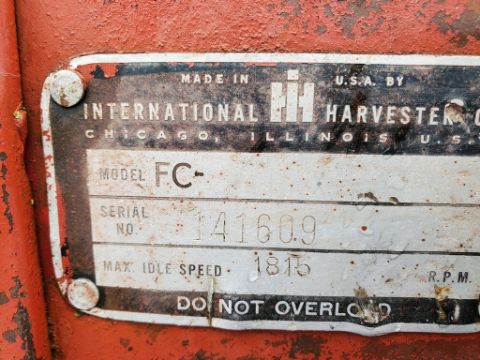 MADE IN IH U.S.A. BY
INTERNATIONAL HARVESTER C
CHICAGO, ILLINOIS U.S.
MODEL FC-
SERIAL NO. 141609
MAX. IDLE SPEED 1815 R.P.M.
DO NOT OVERLOAD